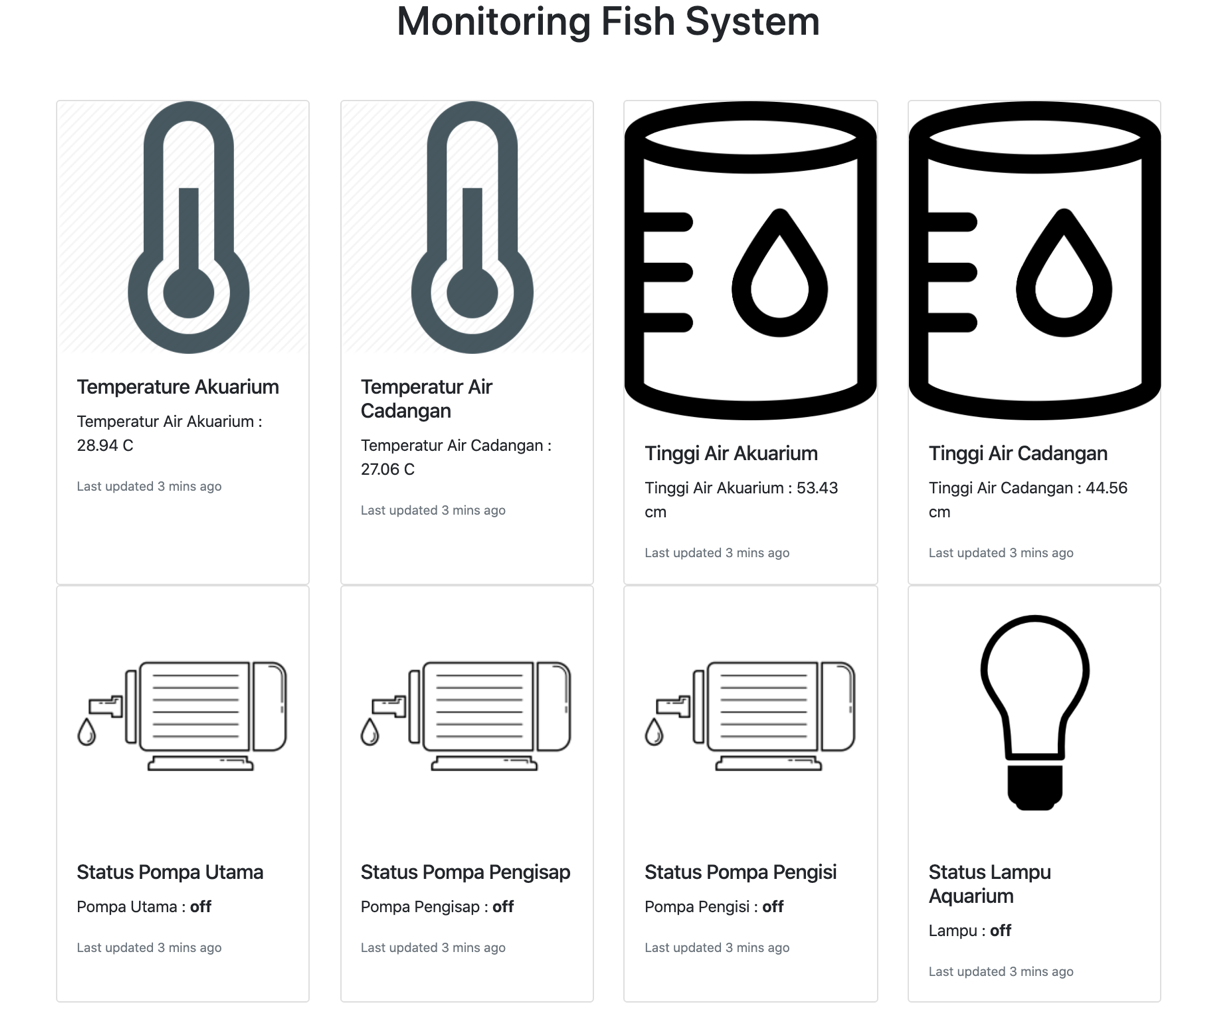 Monitoring Fish System
Temperature Akuarium
Temperatur Air Akuarium :
28.94 C
Last updated 3 mins ago
Temperatur Air
Cadangan
Temperatur Air Cadangan :
27.06 C
Last updated 3 mins ago
Tinggi Air Akuarium
Tinggi Air Akuarium : 53.43
cm
Last updated 3 mins ago
Tinggi Air Cadangan
Tinggi Air Cadangan : 44.56
cm
Last updated 3 mins ago
Status Pompa Utama
Pompa Utama : off
Last updated 3 mins ago
Status Pompa Pengisap
Pompa Pengisap : off
Last updated 3 mins ago
Status Pompa Pengisi
Pompa Pengisi : off
Last updated 3 mins ago
Status Lampu
Aquarium
Lampu : off
Last updated 3 mins ago